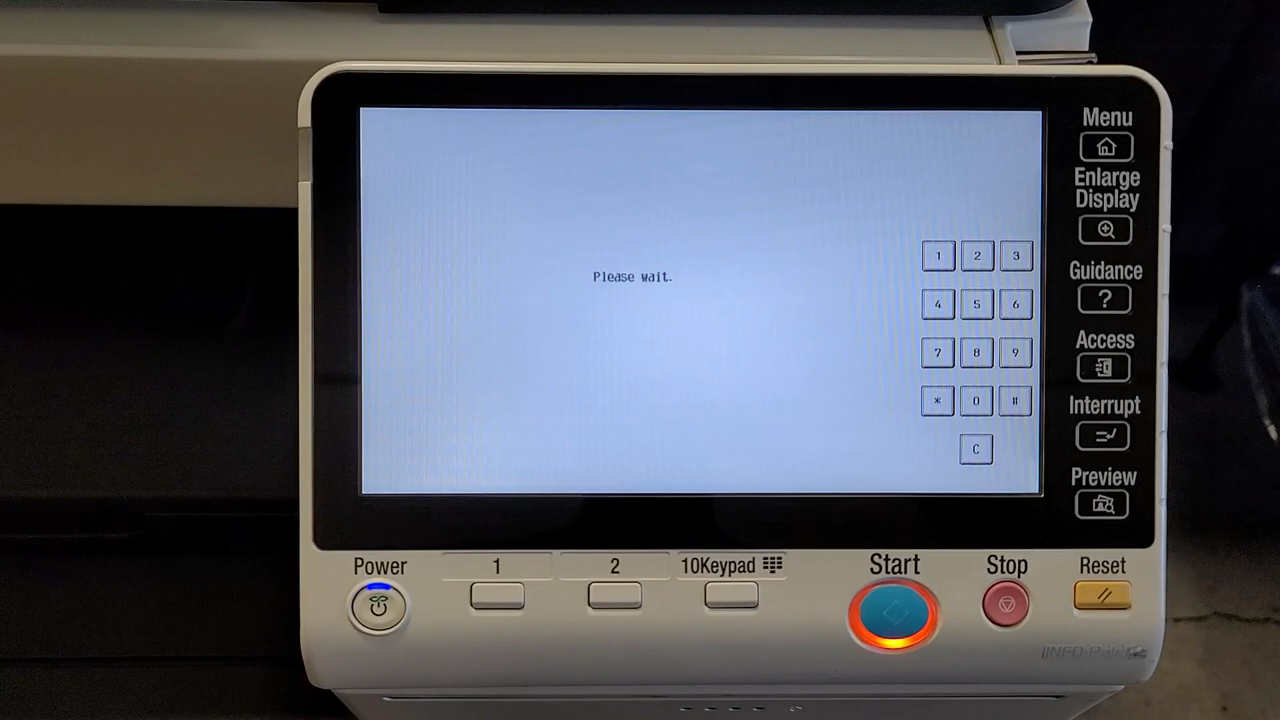 Please wait.
1 2 3
4 5 6
7 8 9
* 0 #
C
Menu
Enlarge
Display
Guidance
?
Access
Interrupt
Preview
Power
1
2
10Keypad
Start
Stop
Reset